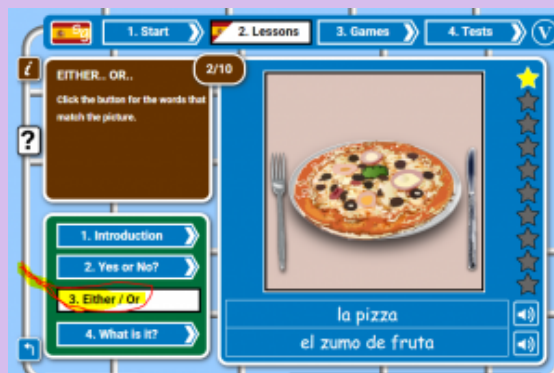 1. Start
2. Lessons
3. Games
4. Tests
V
i
EITHER.. OR..
2/10
Click the button for the words that
match the picture.
?
1. Introduction
2. Yes or No?
3. Either / Or
4. What is it?
la pizza
el zumo de fruta